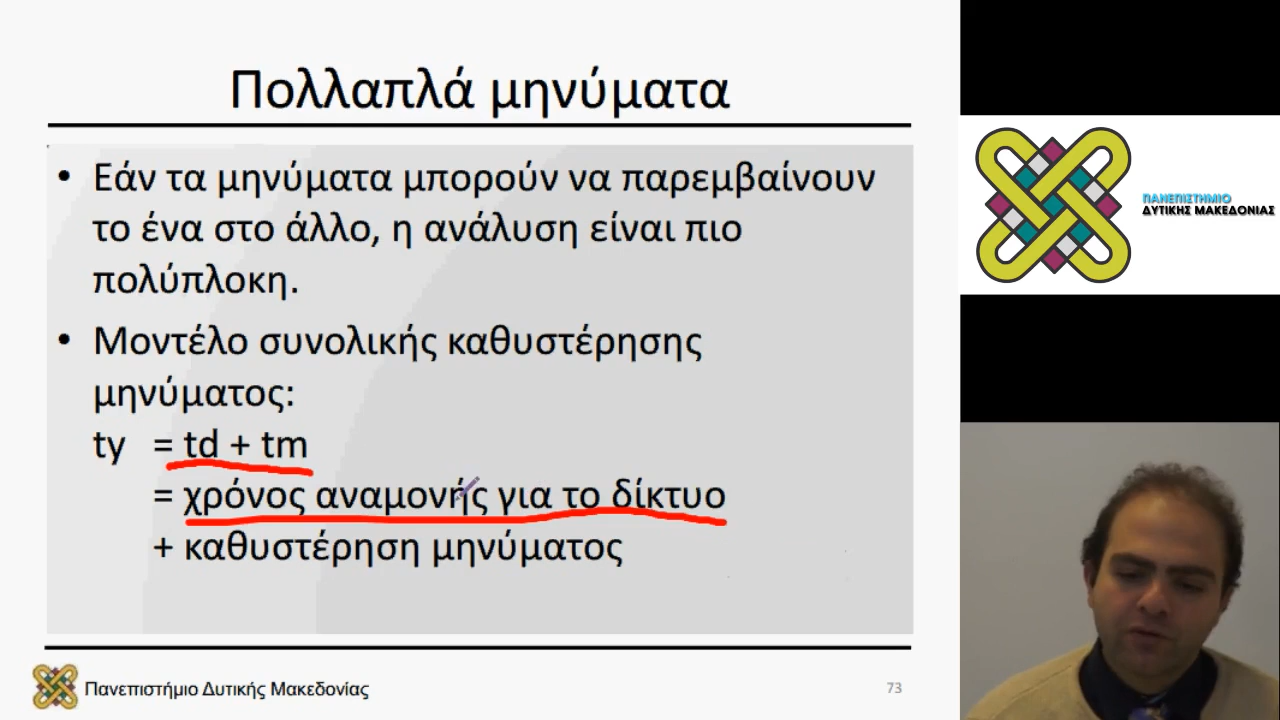 Πολλαπλά μηνύματα
• Εάν τα μηνύματα μπορούν να παρεμβαίνουν
το ένα στο άλλο, η ανάλυση είναι πιο
πολύπλοκη.
• Μοντέλο συνολικής καθυστέρησης
μηνύματος:
ty = td + tm
= χρόνος αναμονής για το δίκτυο
+ καθυστέρηση μηνύματος
Πανεπιστήμιο Δυτικής Μακεδονίας
73
ΠΑΝΕΠΙΣΤΗΜΙΟ
ΔΥΤΙΚΗΣ ΜΑΚΕΔΟΝΙΑΣ